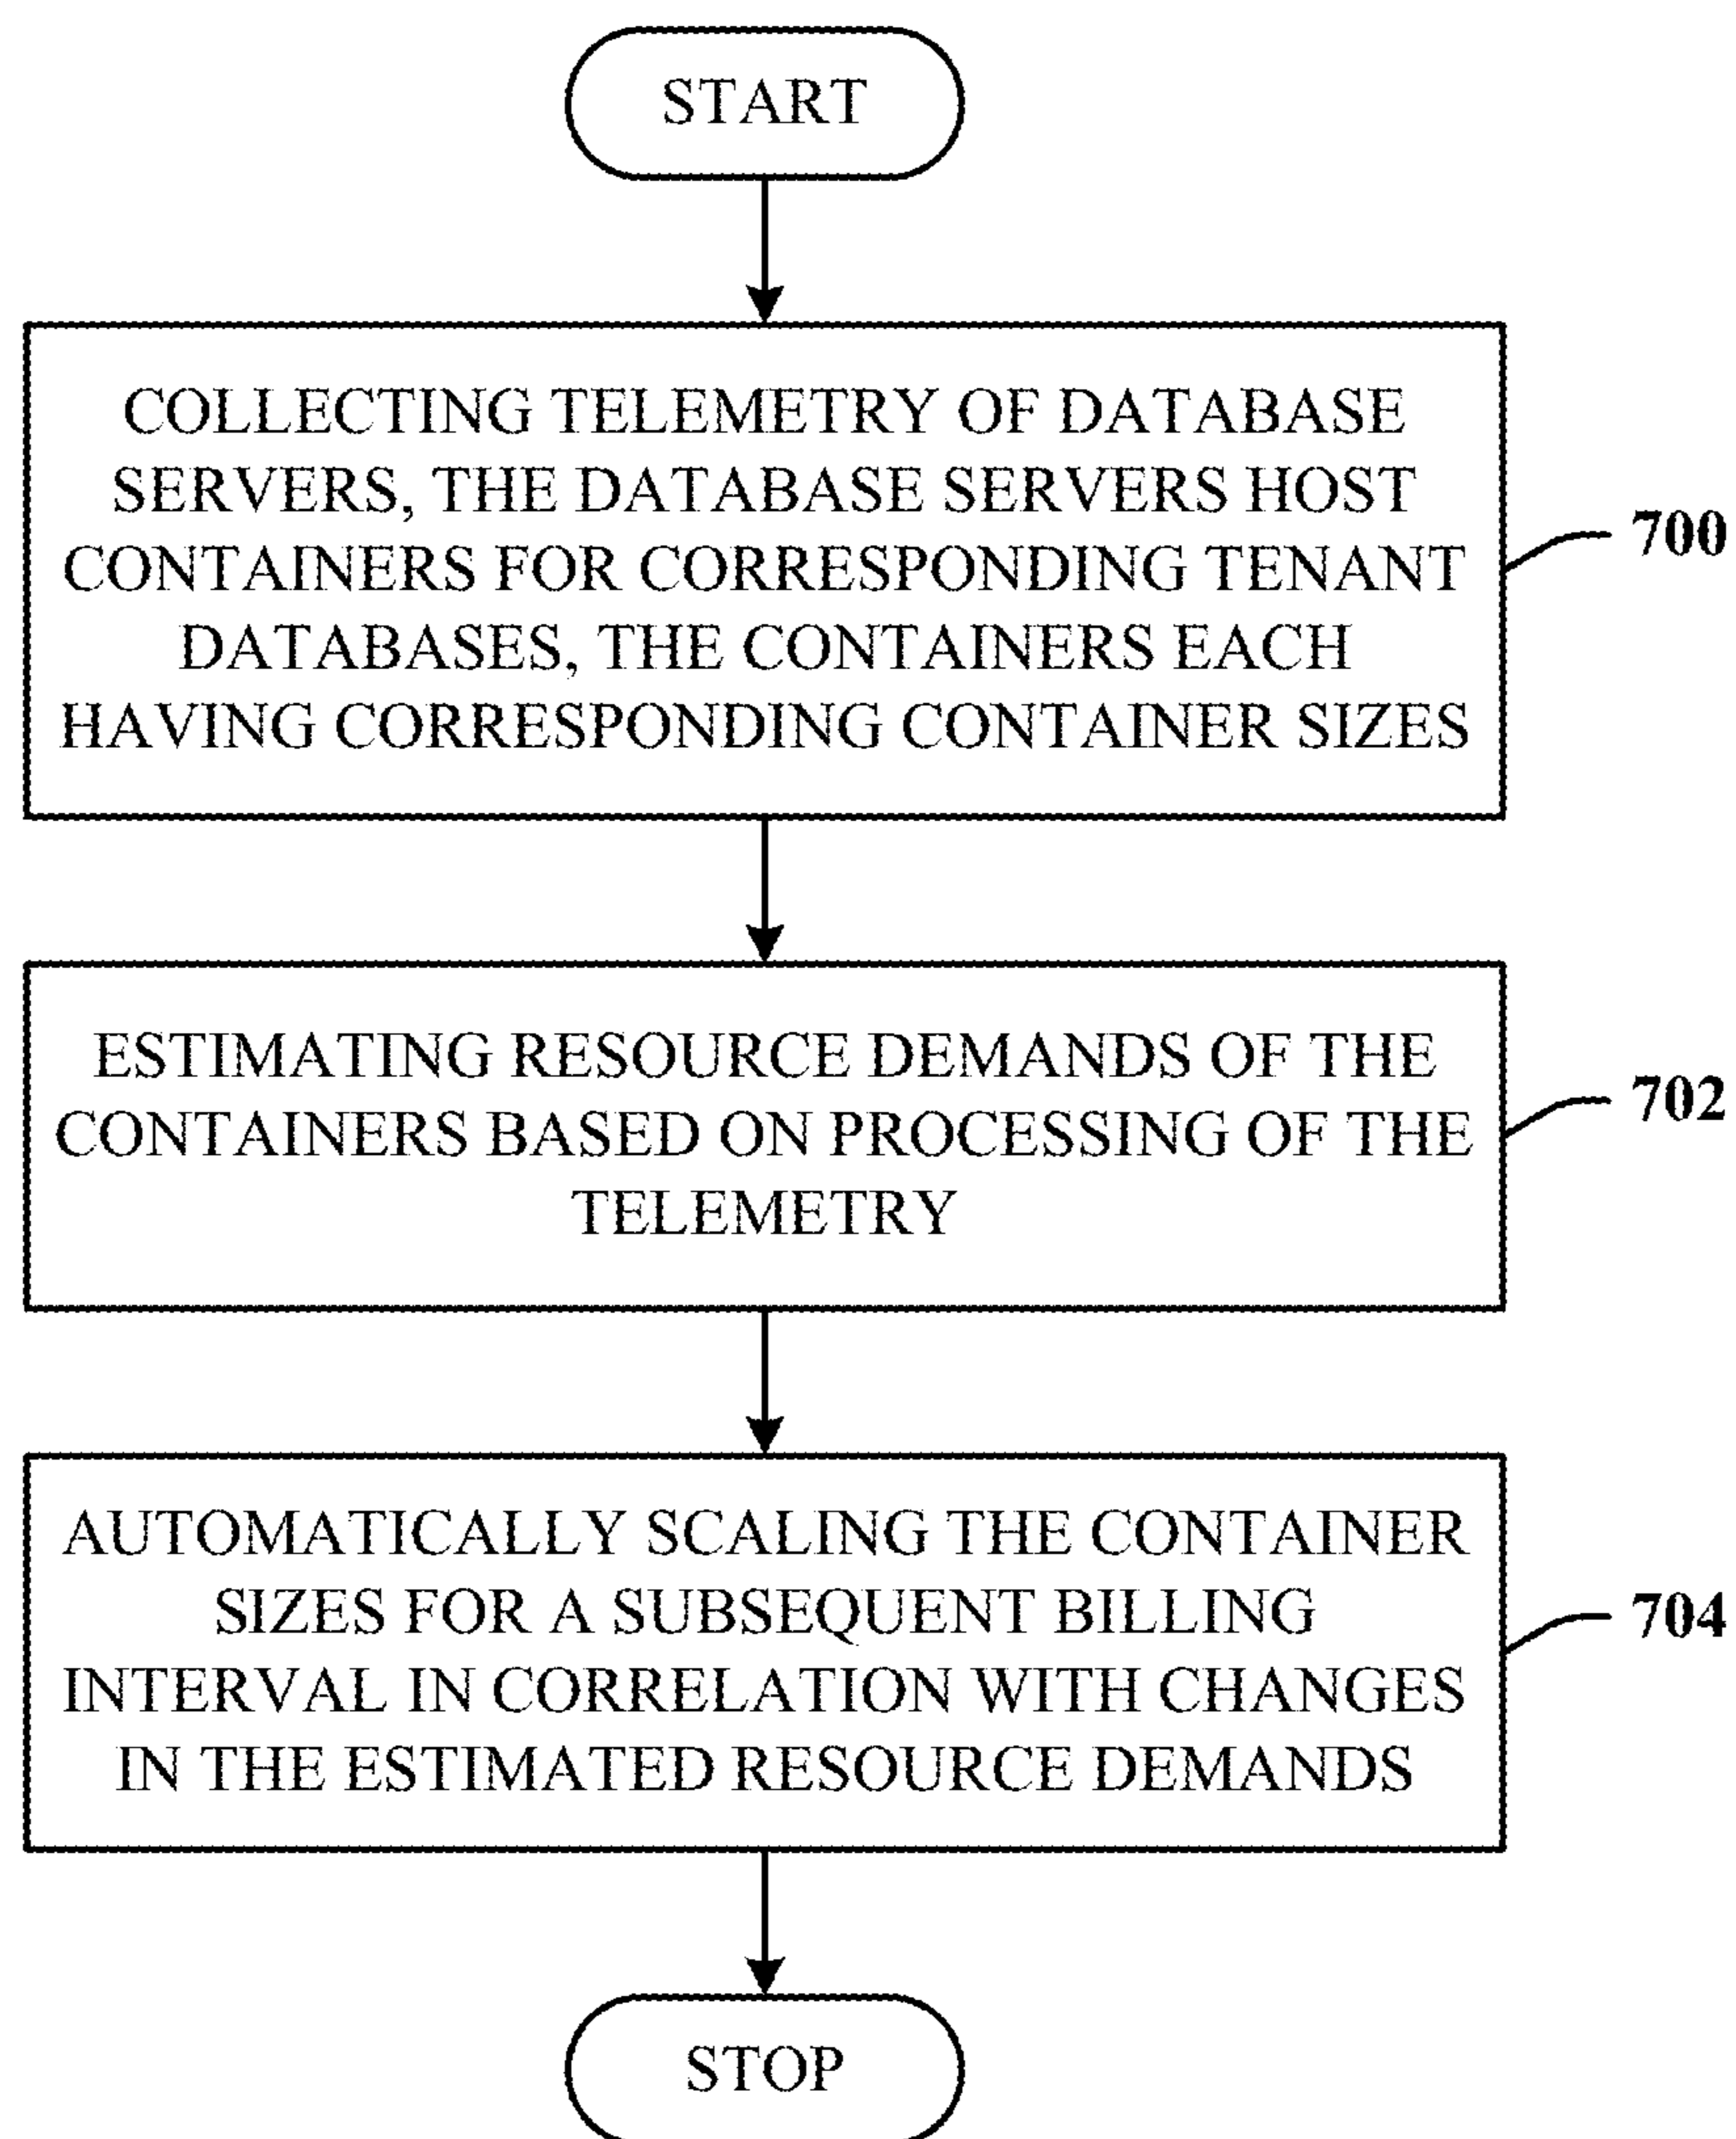 START
COLLECTING TELEMETRY OF DATABASE
SERVERS, THE DATABASE SERVERS HOST
CONTAINERS FOR CORRESPONDING TENANT
DATABASES, THE CONTAINERS EACH
HAVING CORRESPONDING CONTAINER SIZES
700
ESTIMATING RESOURCE DEMANDS OF THE
CONTAINERS BASED ON PROCESSING OF THE
TELEMETRY
702
AUTOMATICALLY SCALING THE CONTAINER
SIZES FOR A SUBSEQUENT BILLING
INTERVAL IN CORRELATION WITH CHANGES
IN THE ESTIMATED RESOURCE DEMANDS
704
STOP